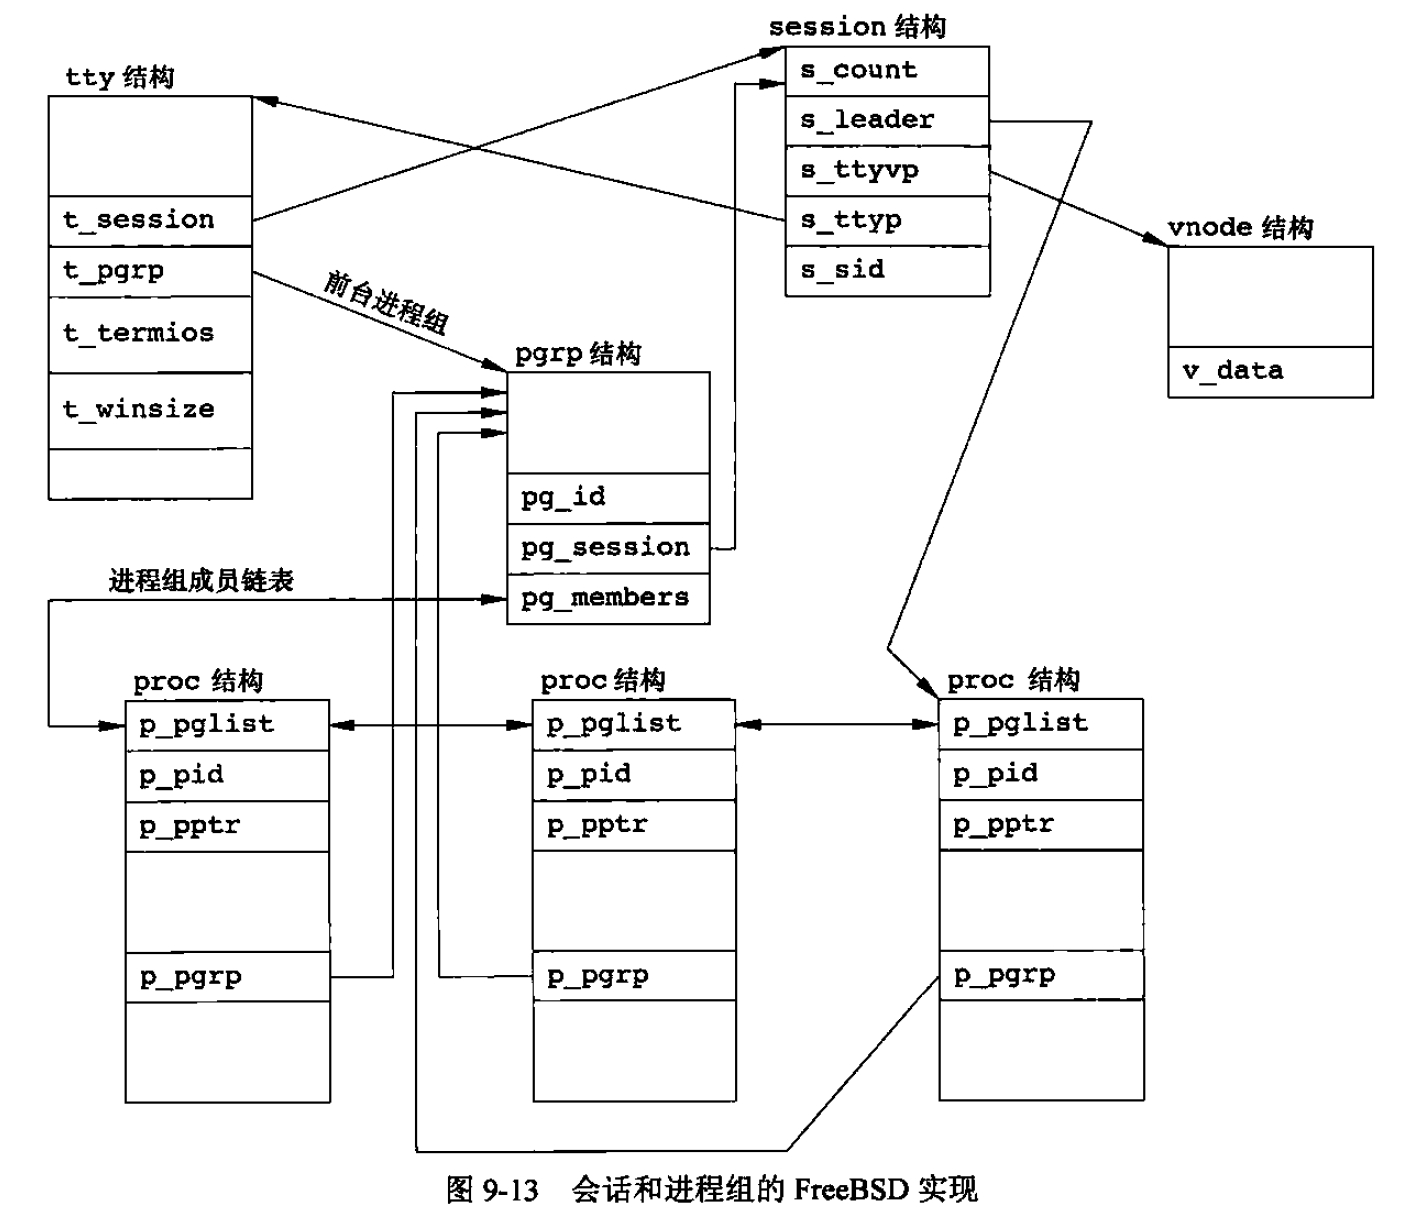 session 结构
s_count
s_leader
s_ttyvp
s_ttyp
s_sid
tty 结构
t_session
t_pgrp
t_termios
t_winsize
前台进程组
vnode 结构
v_data
pgrp 结构
pg_id
pg_session
pg_members
进程组成员链表
proc 结构
p_pglist
p_pid
p_pptr
p_pgrp
proc 结构
p_pglist
p_pid
p_pptr
p_pgrp
proc 结构
p_pglist
p_pid
p_pptr
p_pgrp
图 9-13 会话和进程组的 FreeBSD 实现